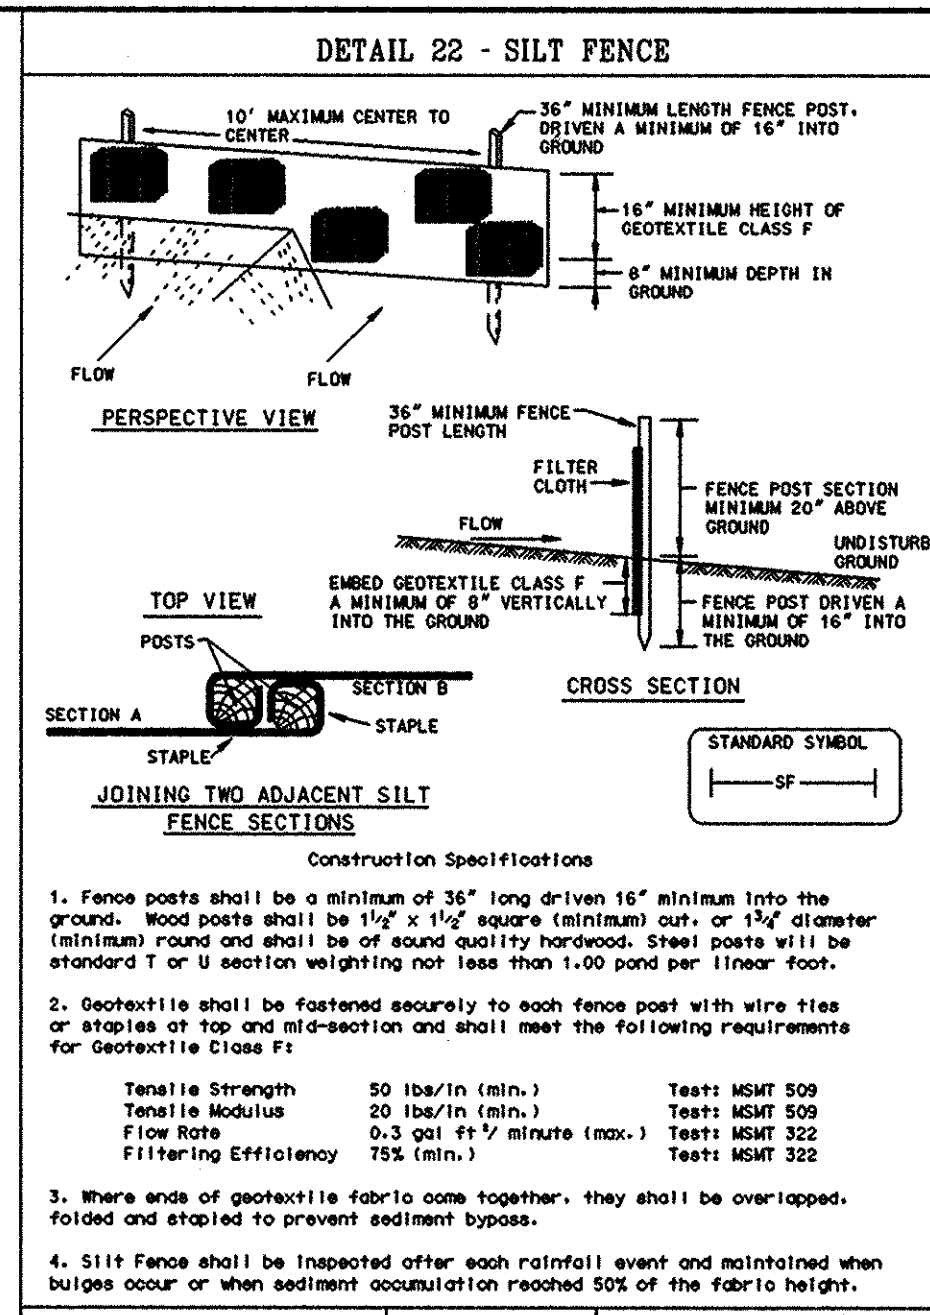 DETAIL 22 - SILT FENCE
10' MAXIMUM CENTER TO
CENTER
36" MINIMUM LENGTH FENCE POST,
DRIVEN A MINIMUM OF 16" INTO
GROUND
16" MINIMUM HEIGHT OF
GEOTEXTILE CLASS F
8" MINIMUM DEPTH IN
GROUND
FLOW
FLOW
PERSPECTIVE VIEW
36" MINIMUM FENCE
POST LENGTH
FILTER
CLOTH
FENCE POST SECTION
MINIMUM 20" ABOVE
GROUND
FLOW
UNDISTURB
GROUND
EMBED GEOTEXTILE CLASS F
A MINIMUM OF 8" VERTICALLY
INTO THE GROUND
FENCE POST DRIVEN A
MINIMUM OF 16" INTO
THE GROUND
CROSS SECTION
TOP VIEW
POSTS
SECTION B
SECTION A
STAPLE
STAPLE
JOINING TWO ADJACENT SILT
FENCE SECTIONS
STANDARD SYMBOL
SF
Construction Specifications
1. Fence posts shall be a minimum of 36" long driven 16" minimum into the
ground. Wood posts shall be 1 1/2" x 1 1/2" square (minimum) cut, or 1 3/4" diameter
(minimum) round and shall be of sound quality hardwood. Steel posts will be
standard T or U section weighting not less than 1.00 pond per linear foot.
2. Geotextile shall be fastened securely to each fence post with wire ties
or staples at top and mid-section and shall meet the following requirements
for Geotextile Class F:
Tensile Strength 50 lbs/in (min.) Test: MSMT 509
Tensile Modulus 20 lbs/in (min.) Test: MSMT 509
Flow Rate 0.3 gal ft²/ minute (max.) Test: MSMT 322
Filtering Efficiency 75% (min.) Test: MSMT 322
3. Where ends of geotextile fabric come together, they shall be overlapped,
folded and stapled to prevent sediment bypass.
4. Silt Fence shall be inspected after each rainfall event and maintained when
bulges occur or when sediment accumulation reached 50% of the fabric height.